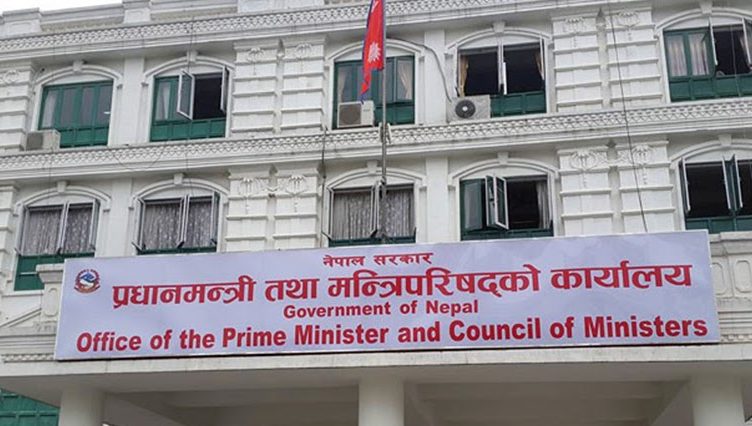 नेपाल सरकार
प्रधानमन्त्री तथा मन्त्रिपरिषद्को कार्यालय
Government of Nepal
Office of the Prime Minister and Council of Ministers